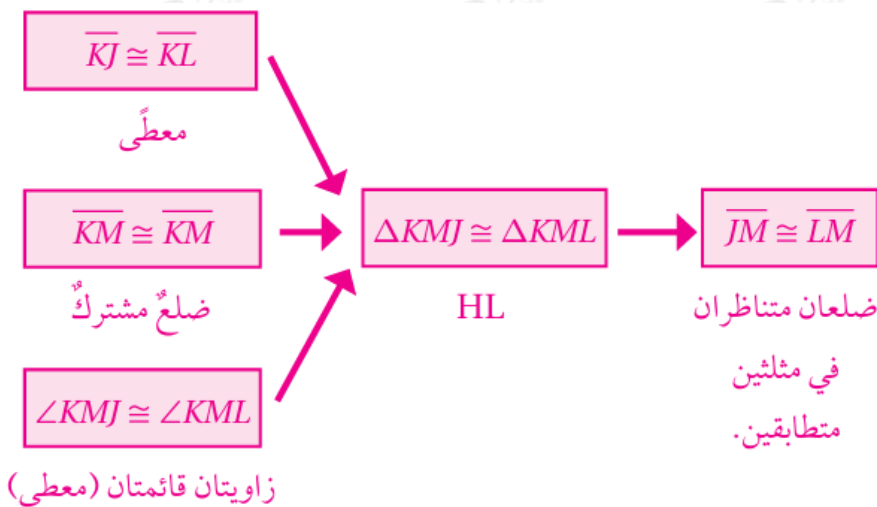 KJ ≅ KL
معطًى
KM ≅ KM
ضلعٌ مشتركٌ
∠KMJ ≅ ∠KML
زاويتان قائمتان (معطى)
ΔKMJ ≅ ΔKML
HL
JM ≅ LM
ضلعان متناظران
في مثلثين
متطابقين.